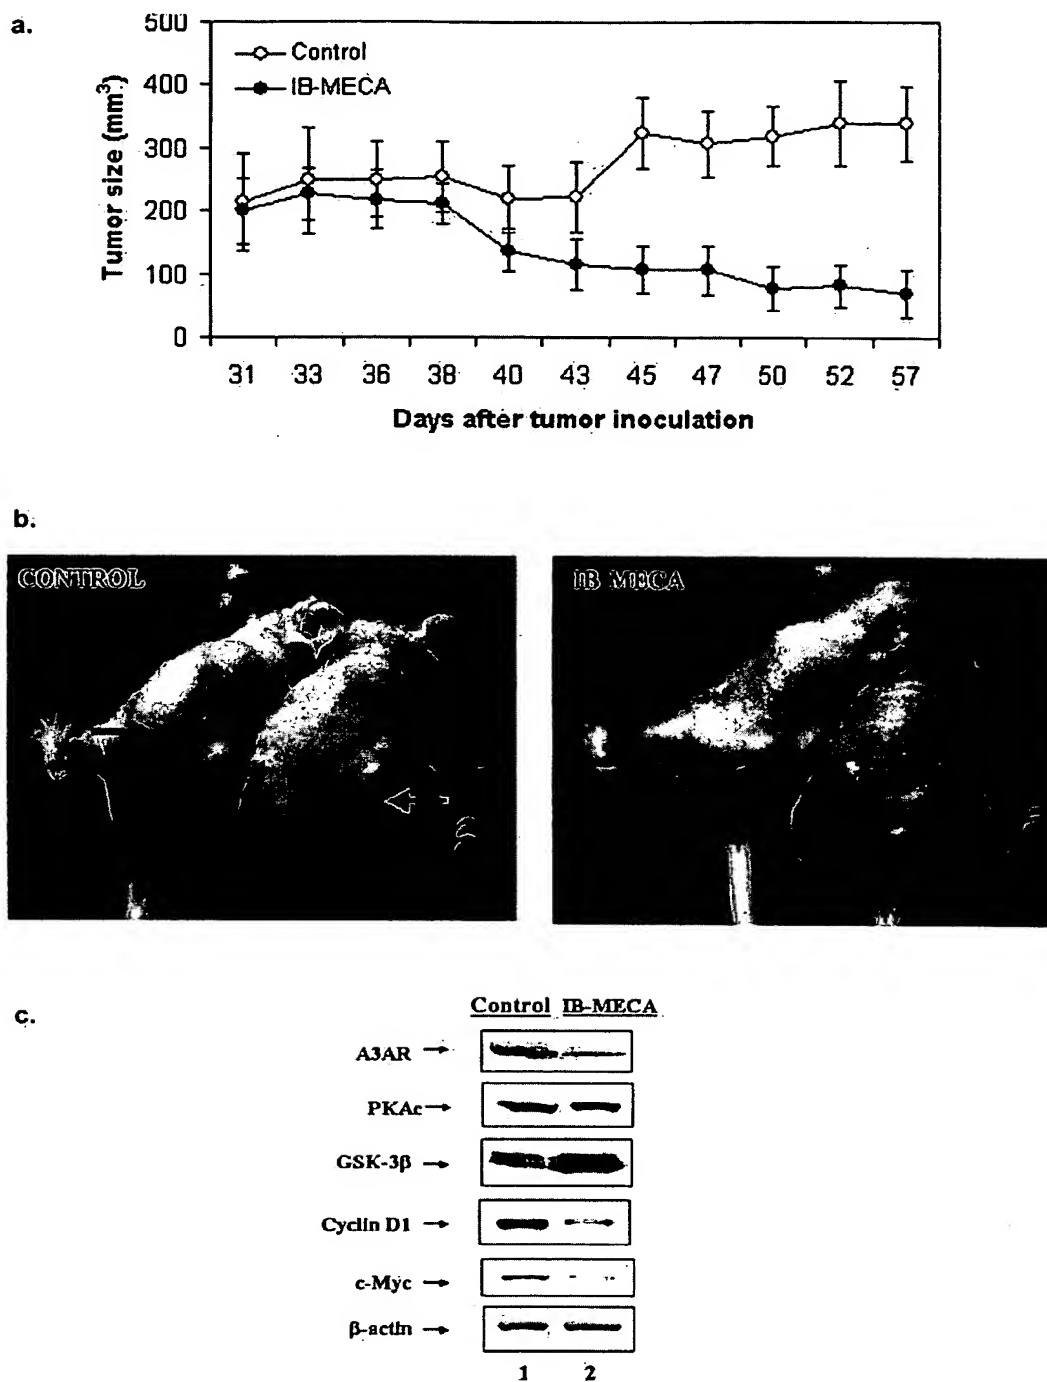 a.
500
400
300
200
100
0
Tumor size (mm³)
Control
IB-MECA
31 33 36 38 40 43 45 47 50 52 57
Days after tumor inoculation
b.
CONTROL
IB MECA
c.
Control IB-MECA
A3AR →
PKAc →
GSK-3β →
Cyclin D1 →
c-Myc →
β-actin →
1 2